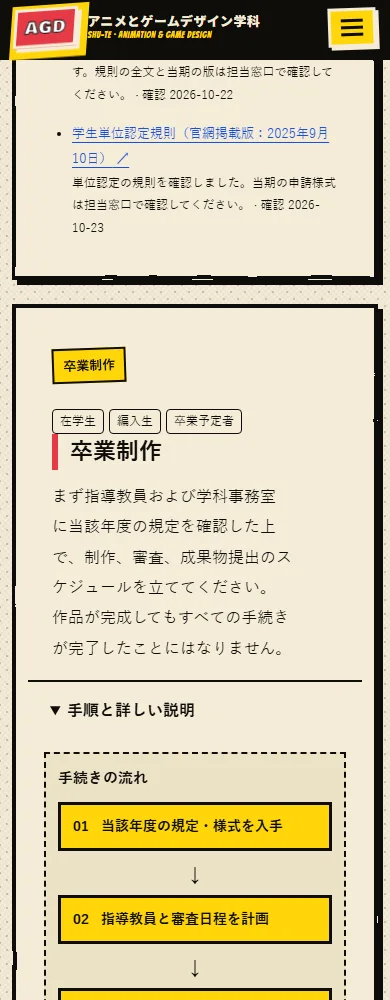 AGD
アニメとゲームデザイン学科
SHU-TE · ANIMATION & GAME DESIGN
す。規則の全文と当期の版は担当窓口で確認して
ください。 · 確認 2026-10-22
学生単位認定規則（官網掲載版：2025年9月
10日） ↗
単位認定の規則を確認しました。当期の申請様式
は担当窓口で確認してください。 · 確認 2026-
10-23
卒業制作
在学生 編入生 卒業予定者
卒業制作
まず指導教員および学科事務室
に当該年度の規定を確認した上
で、制作、審査、成果物提出のス
ケジュールを立ててください。
作品が完成してもすべての手続き
が完了したことにはなりません。
▼ 手順と詳しい説明
手続きの流れ
01 当該年度の規定・様式を入手
↓
02 指導教員と審査日程を計画
↓